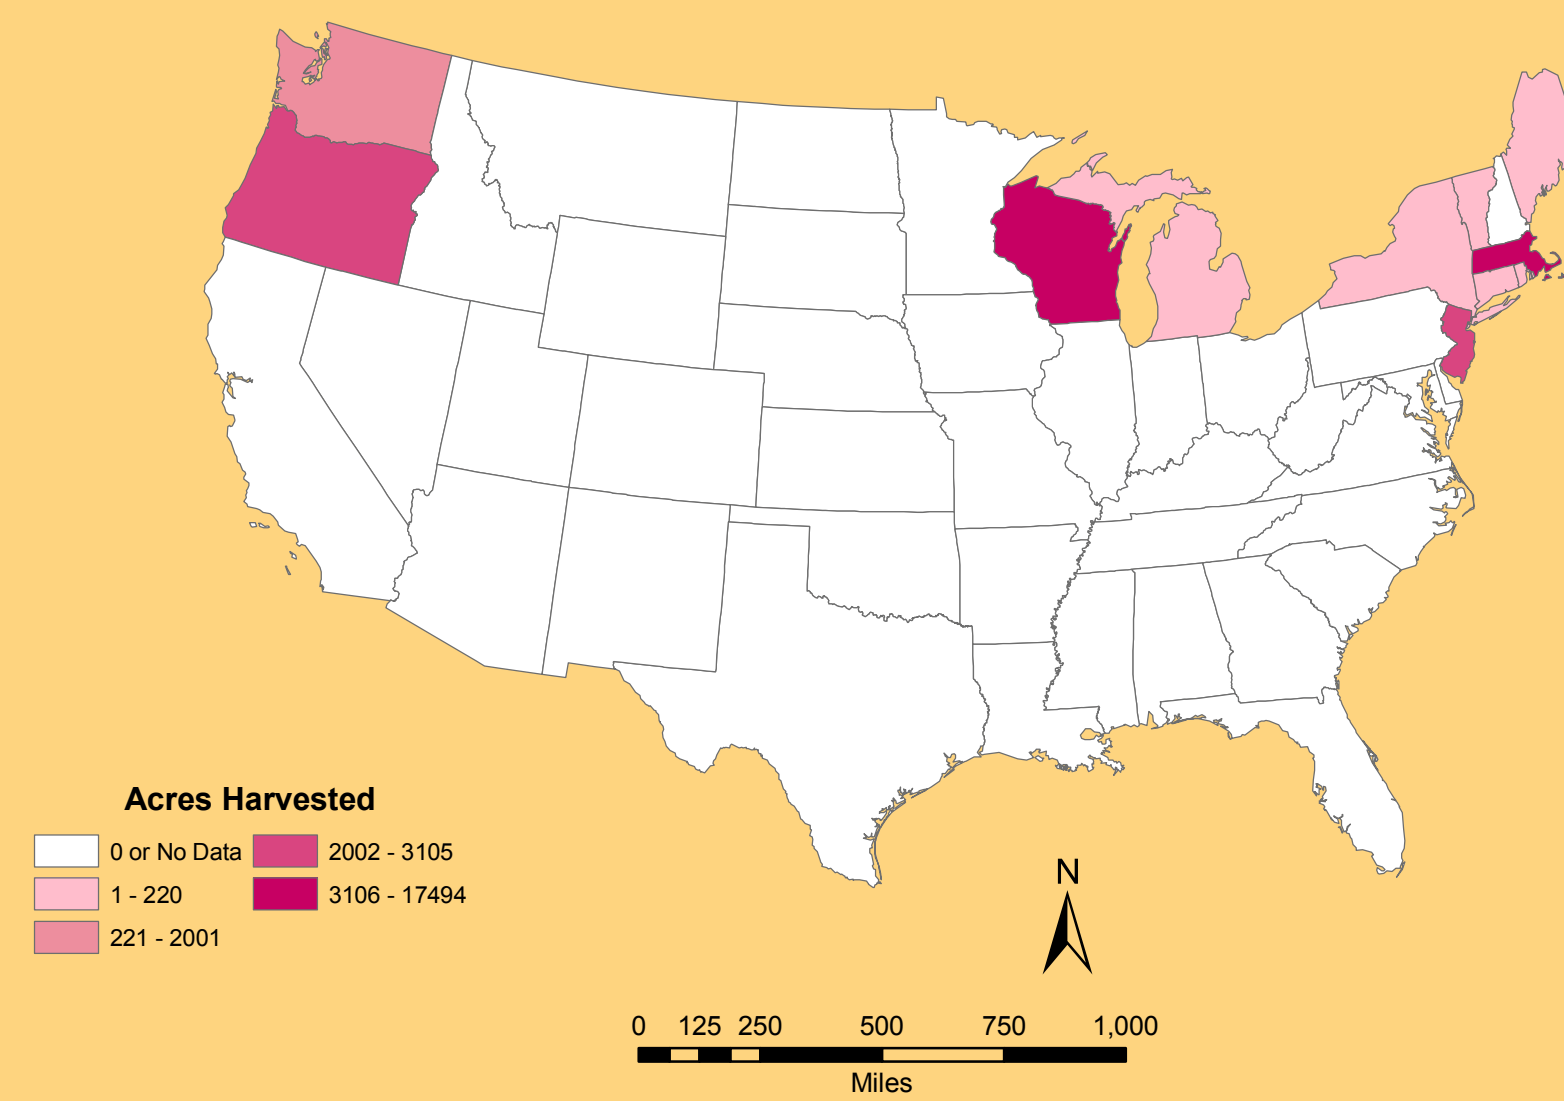 Acres Harvested
0 or No Data
2002 - 3105
1 - 220
3106 - 17494
221 - 2001
N
0 125 250 500 750 1,000
Miles